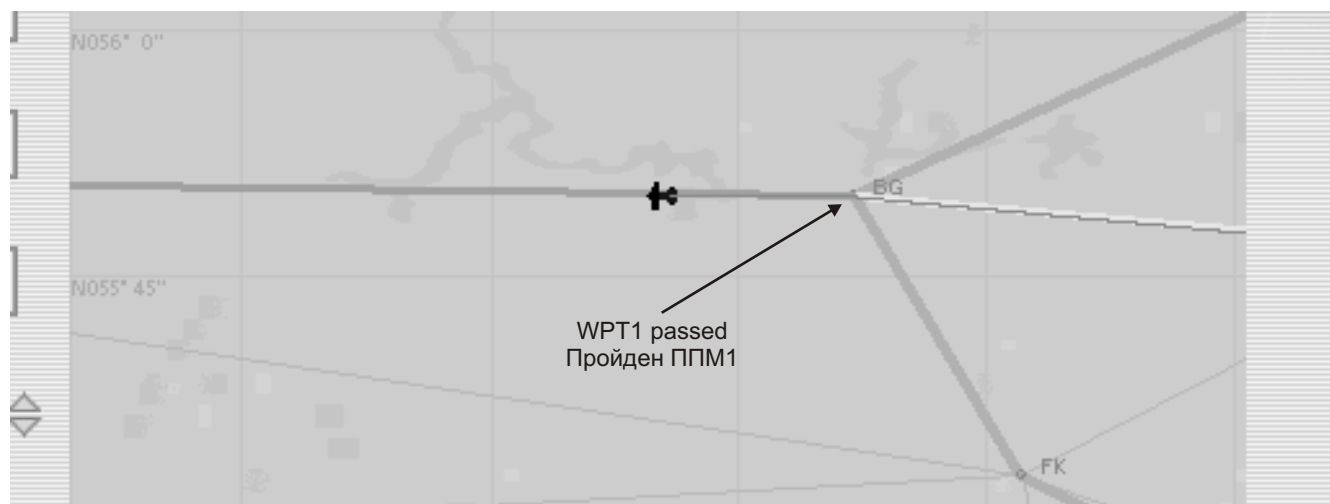 N056° 0"
BG
N055° 45"
WPT1 passed
Пройден ППМ1
FK